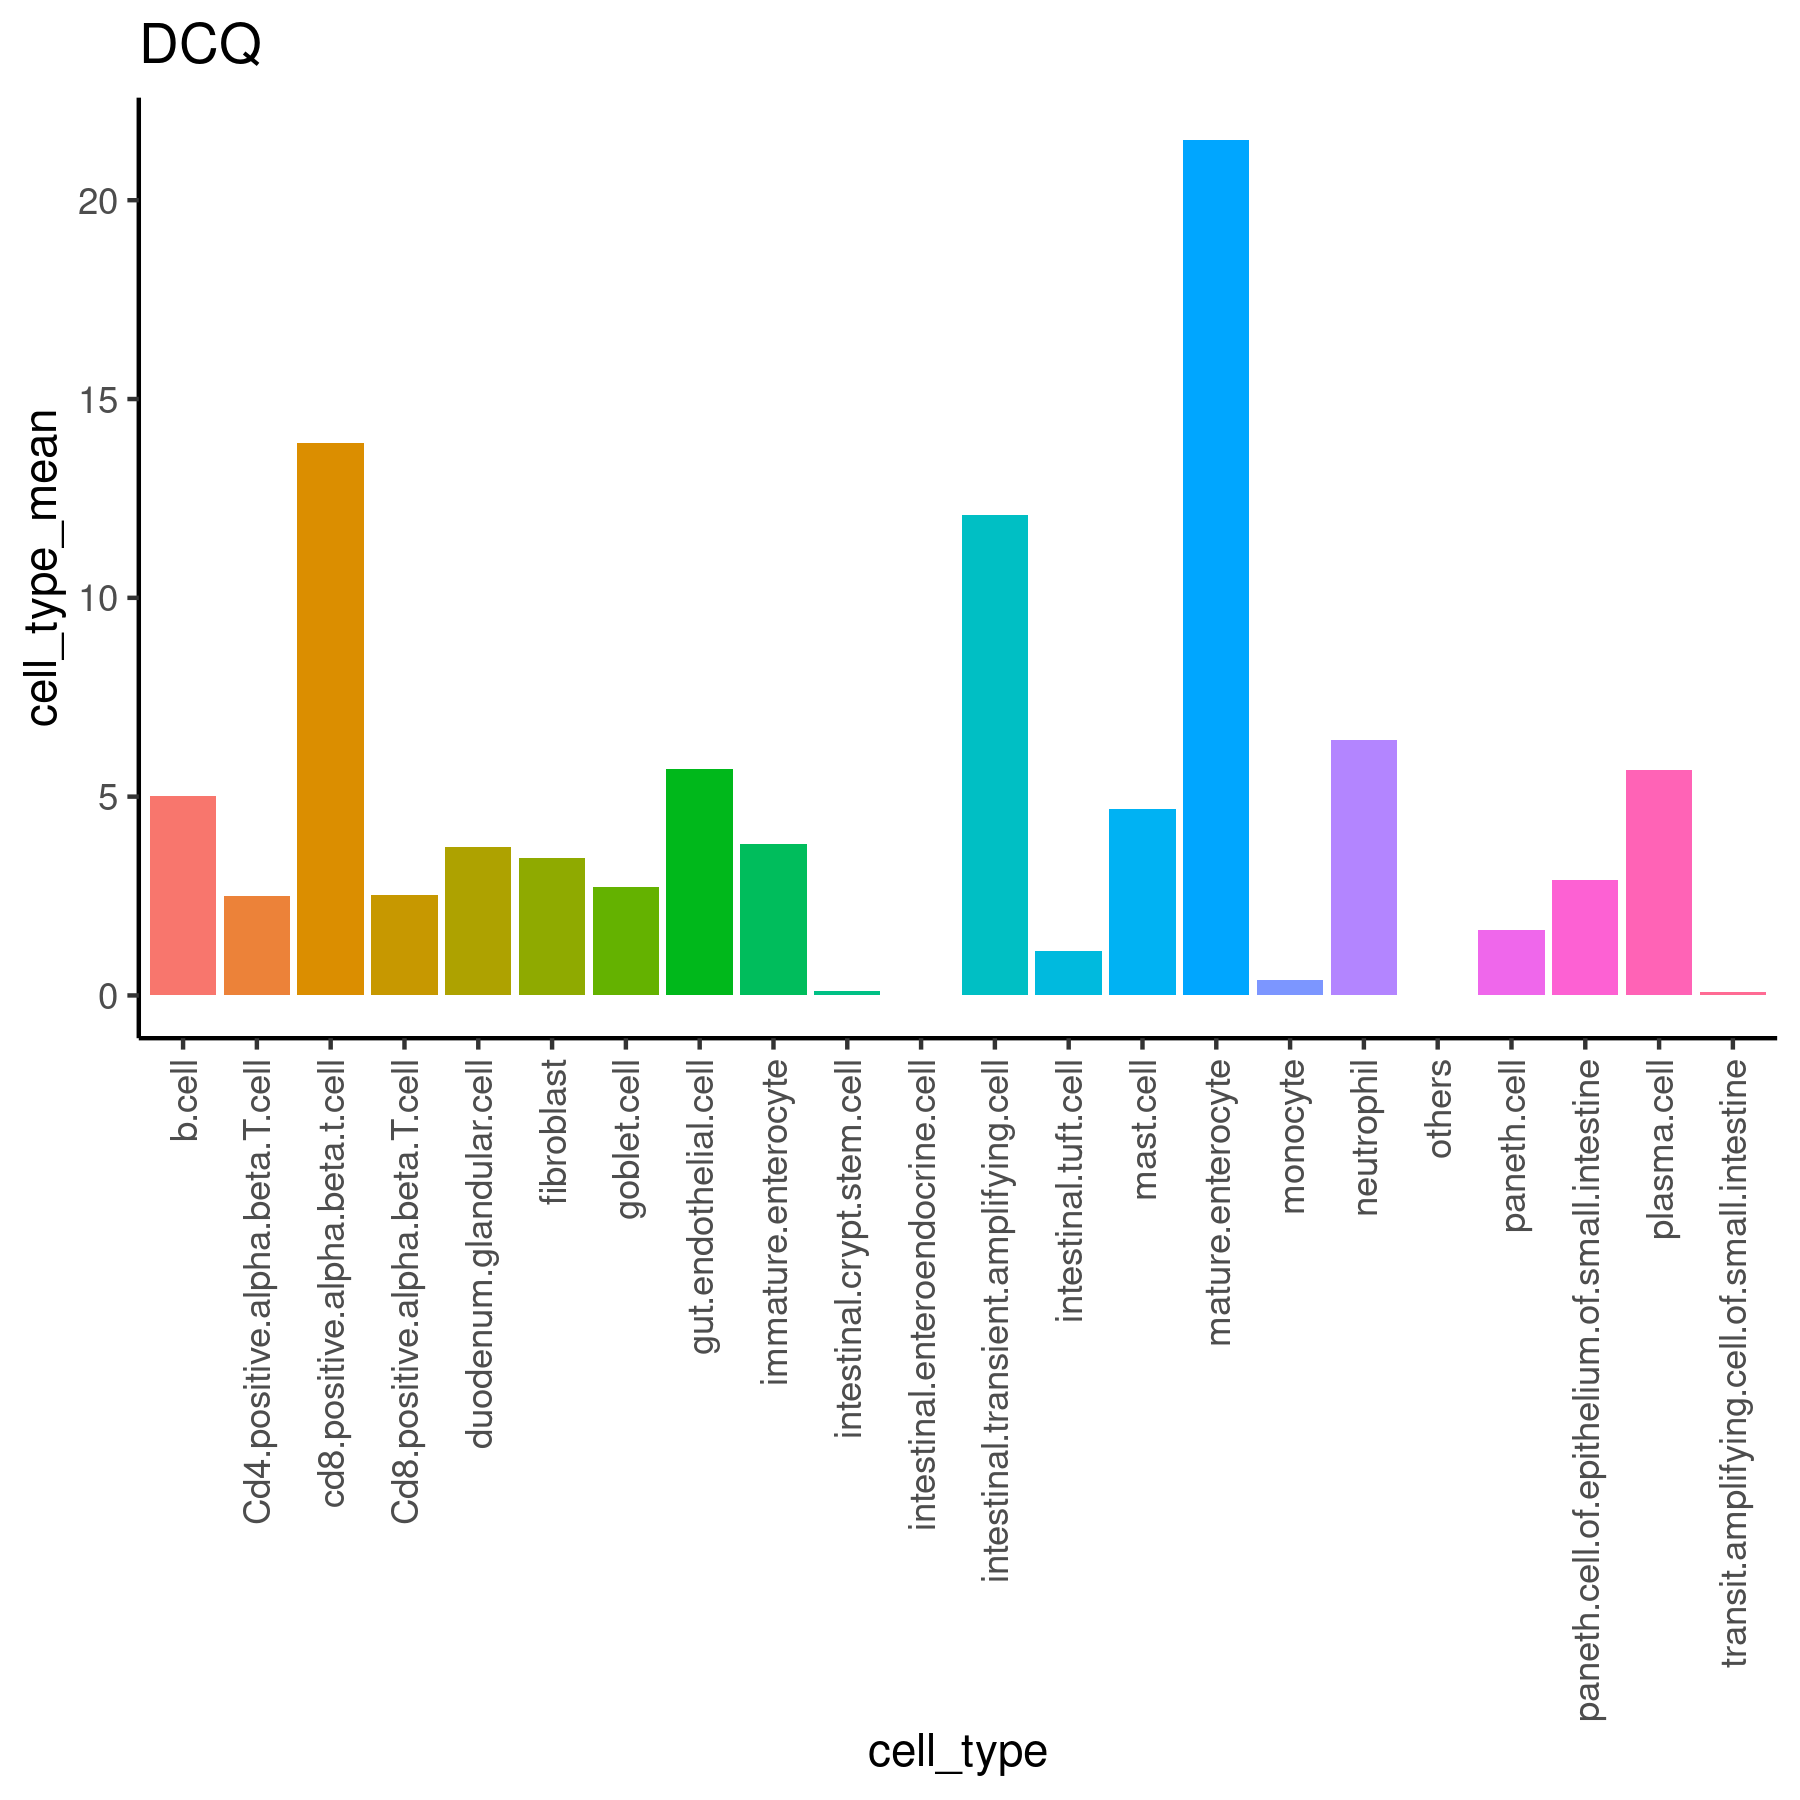 DCQ
cell_type_mean
20
15
10
5
0
b.cell
Cd4.positive.alpha.beta.T.cell
cd8.positive.alpha.beta.t.cell
Cd8.positive.alpha.beta.T.cell
duodenum.glandular.cell
fibroblast
goblet.cell
gut.endothelial.cell
immature.enterocyte
intestinal.crypt.stem.cell
intestinal.enteroendocrine.cell
intestinal.transient.amplifying.cell
intestinal.tuft.cell
mast.cell
mature.enterocyte
monocyte
neutrophil
others
paneth.cell
paneth.cell.of.epithelium.of.small.intestine
plasma.cell
transit.amplifying.cell.of.small.intestine
cell_type